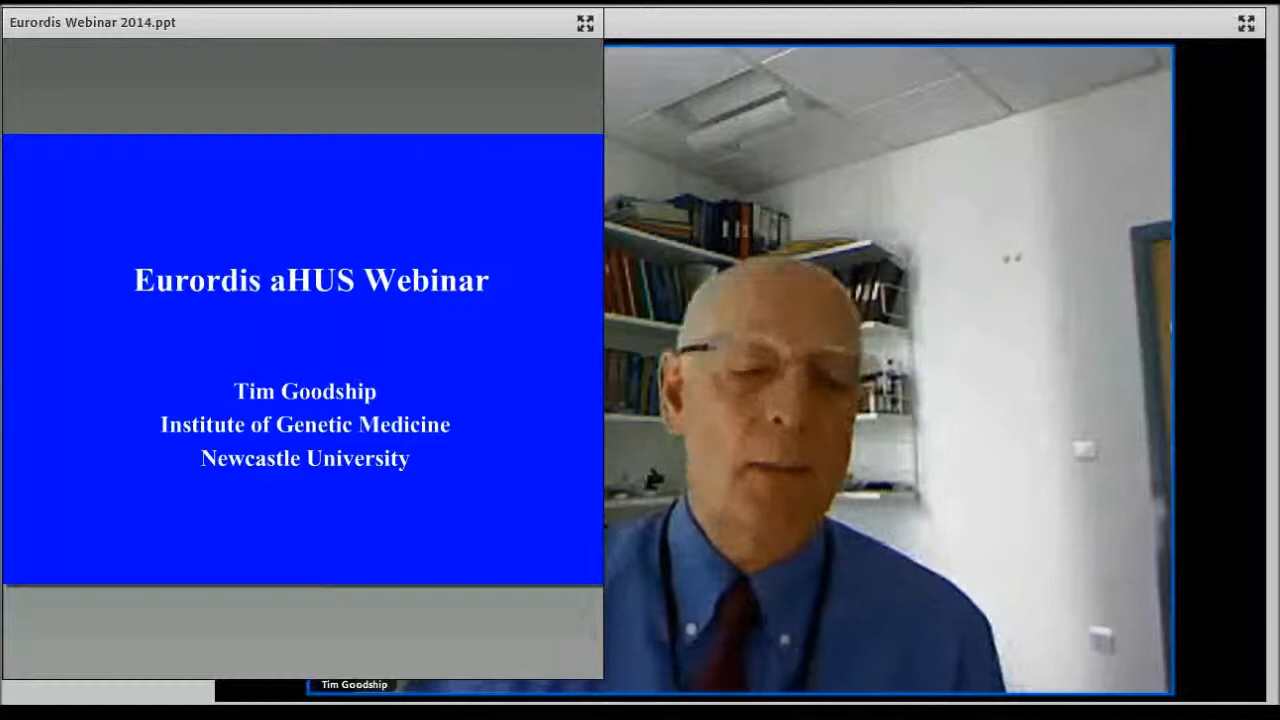 Eurordis Webinar 2014.ppt
Eurordis aHUS Webinar
Tim Goodship
Institute of Genetic Medicine
Newcastle University
Tim Goodship